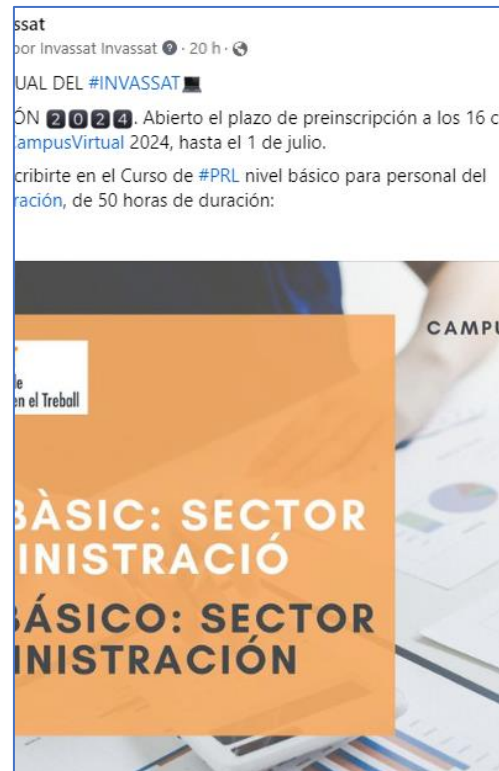 ssat
por Invassat Invassat · 20 h ·
UAL DEL #INVASSAT💻
ÓN 2024. Abierto el plazo de preinscripción a los 16 c
CampusVirtual 2024, hasta el 1 de julio.
cribirte en el Curso de #PRL nivel básico para personal del
ración, de 50 horas de duración:
CAMPU
de
en el Treball
BÀSIC: SECTOR
INISTRACIÓ
BÁSICO: SECTOR
INISTRACIÓN